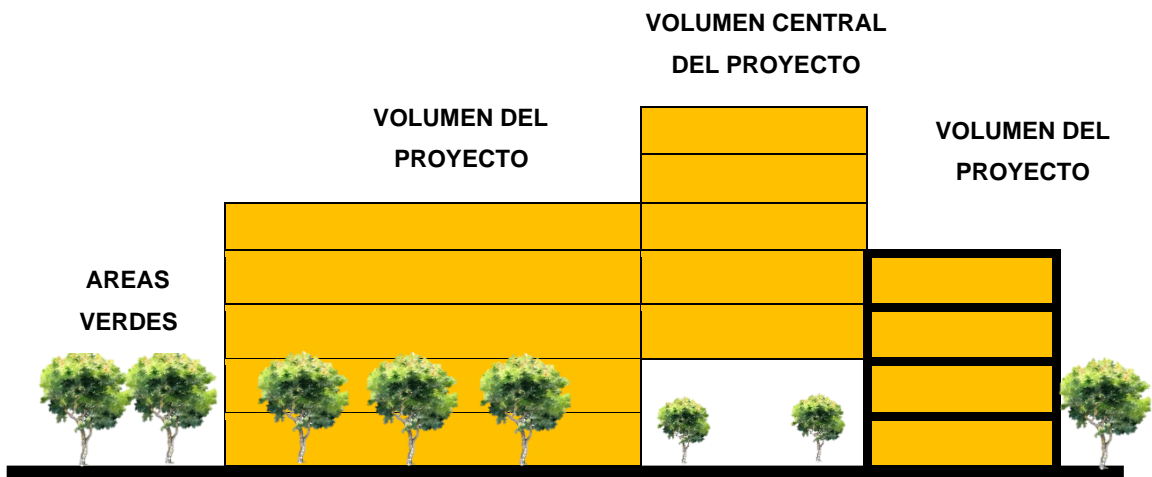 VOLUMEN CENTRAL
DEL PROYECTO
VOLUMEN DEL
PROYECTO
VOLUMEN DEL
PROYECTO
AREAS
VERDES